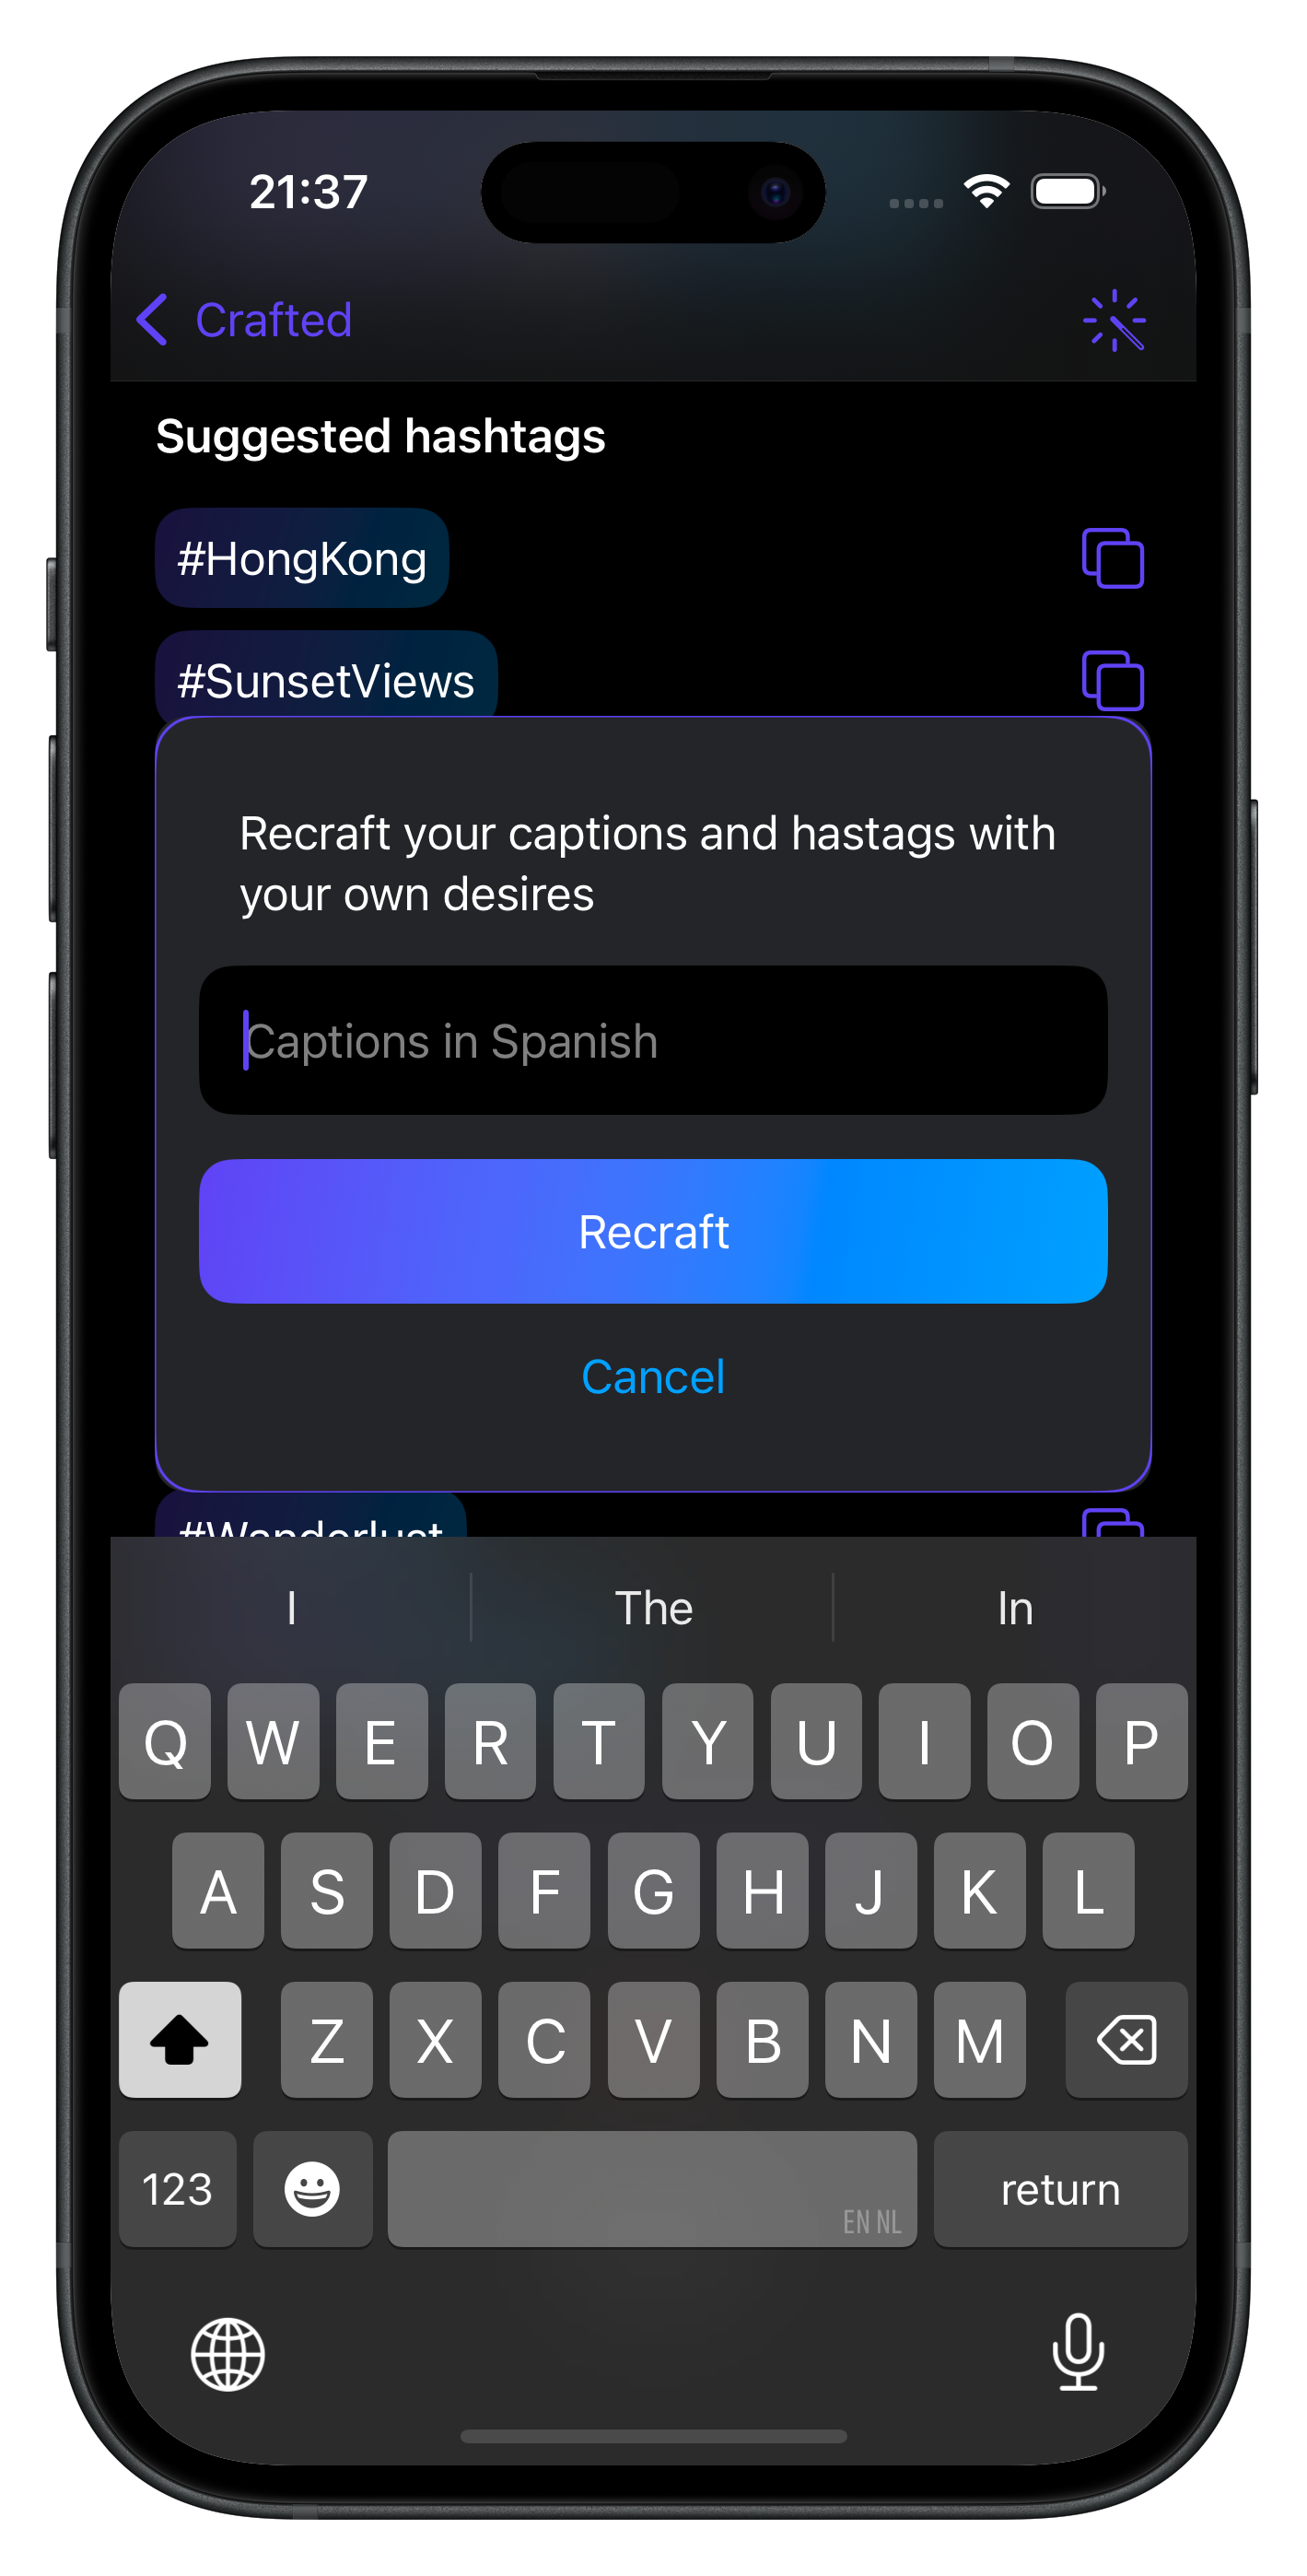 21:37
Crafted
Suggested hashtags
#HongKong
#SunsetViews
Recraft your captions and hastags with
your own desires
Captions in Spanish
Recraft
Cancel
#Wanderlust
I The In
Q W E R T Y U I O P
A S D F G H J K L
Z X C V B N M
123 EN NL return